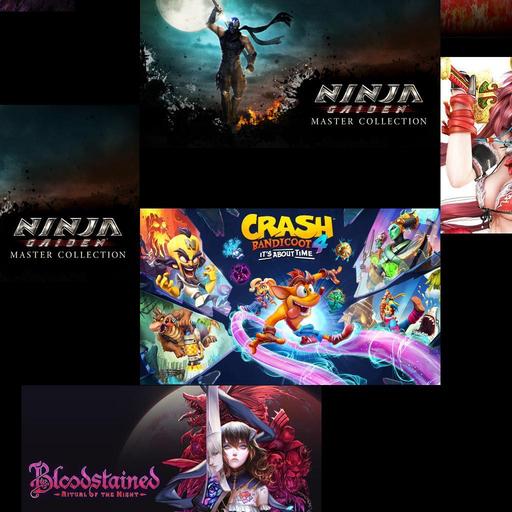 NINJA
GAIDEN
MASTER COLLECTION
NINJA
GAIDEN
MASTER COLLECTION
CRASH
BANDICOOT 4
IT'S ABOUT TIME
Bloodstained
RITUAL OF THE NIGHT